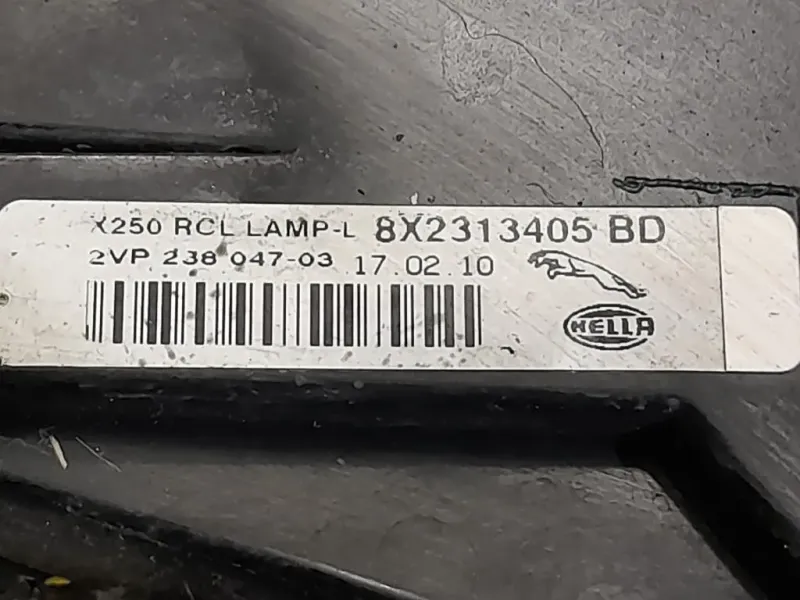 X250 RCL LAMP-L 8X2313405 BD
2VP 238 047-03 17.02.10
HELLA